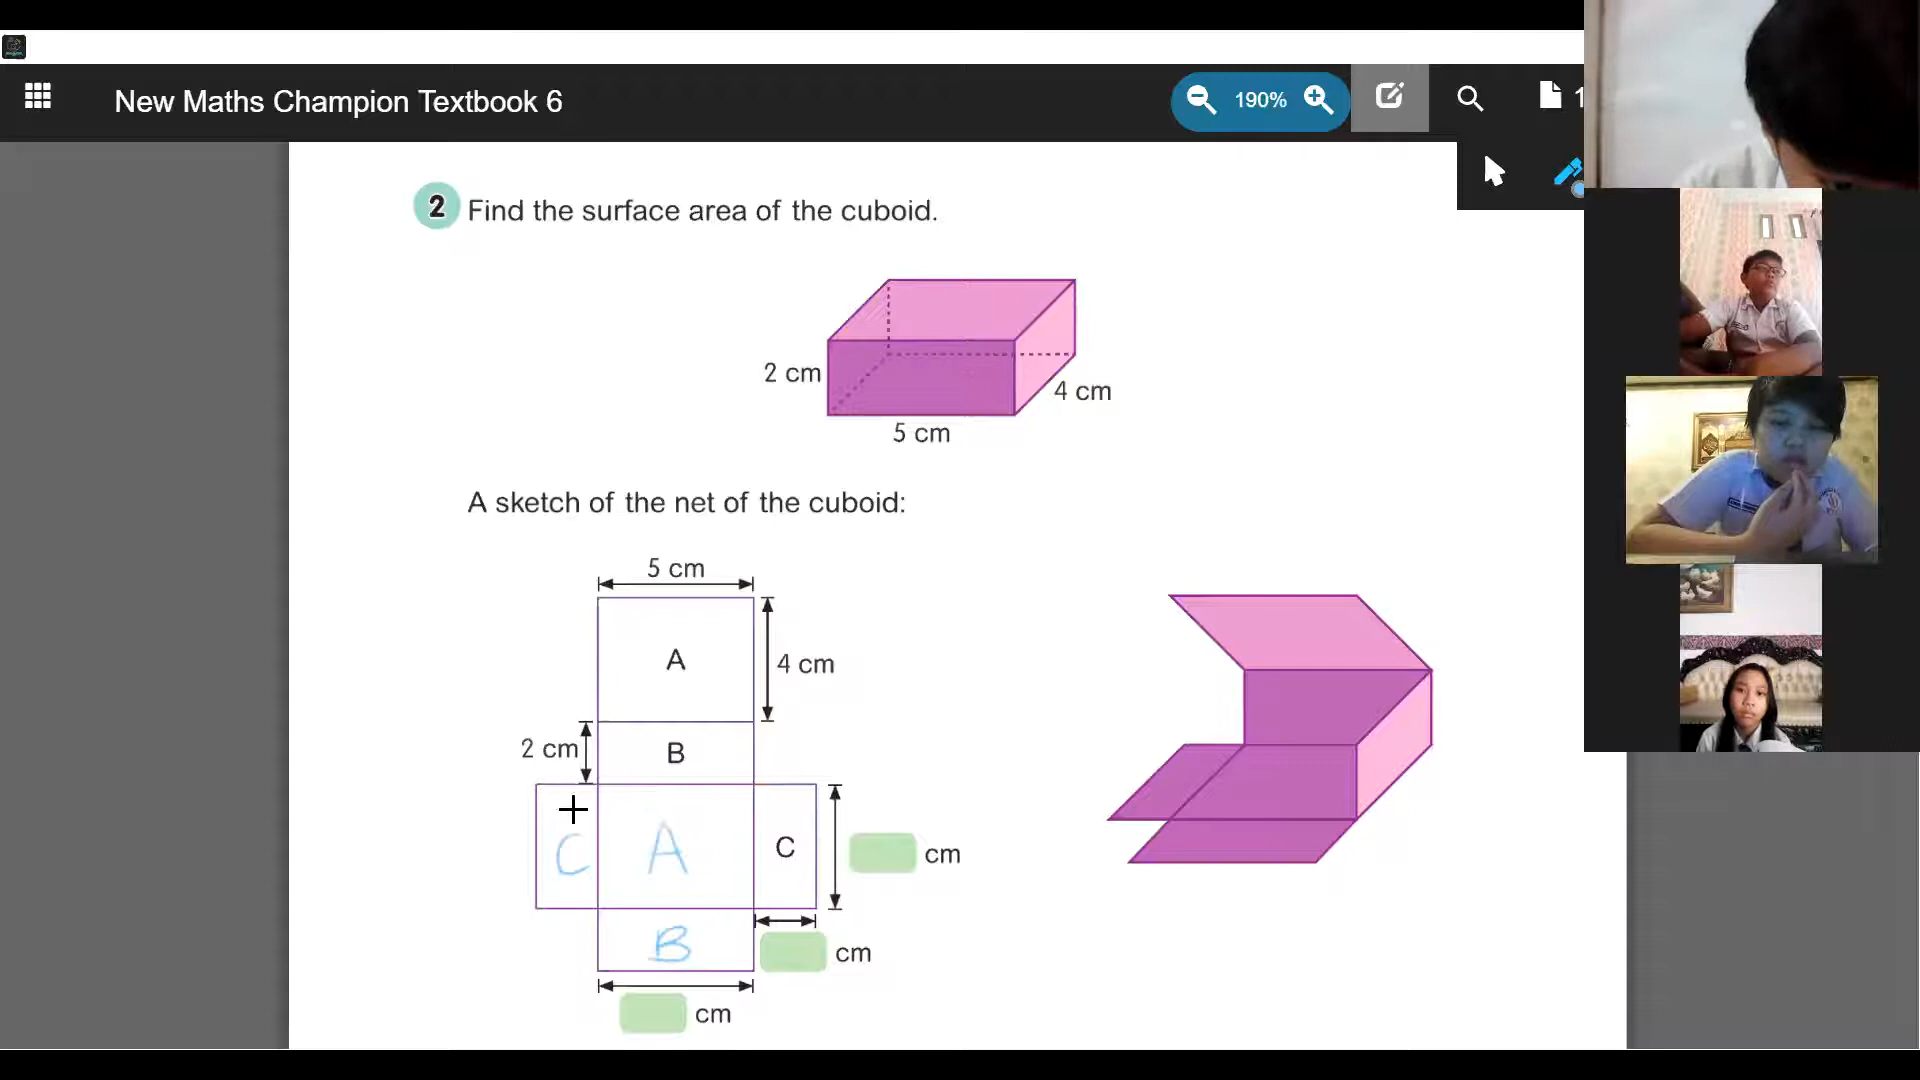 New Maths Champion Textbook 6
190%
1
2 Find the surface area of the cuboid.
2 cm
4 cm
5 cm
A sketch of the net of the cuboid:
5 cm
A
4 cm
2 cm
B
C
A
C
cm
B
cm
cm